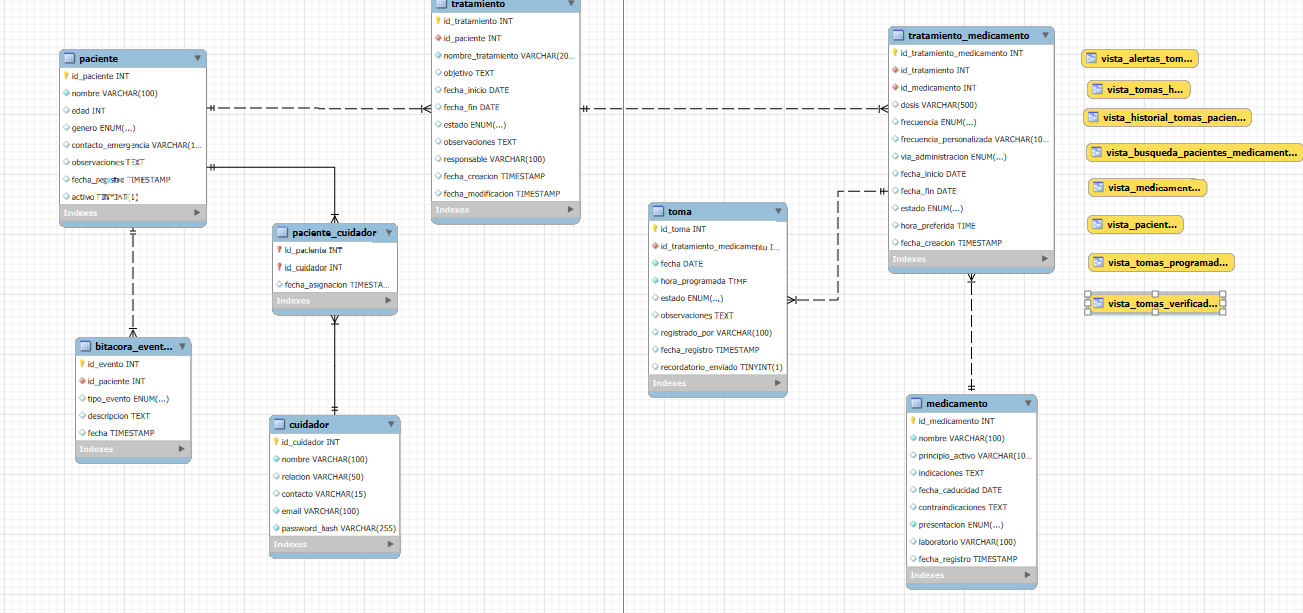 tratamiento
id_tratamiento INT
id_paciente INT
nombre_tratamiento VARCHAR(20...
objetivo TEXT
fecha_inicio DATE
fecha_fin DATE
estado ENUM(...)
observaciones TEXT
responsable VARCHAR(100)
fecha_creacion TIMESTAMP
fecha_modificacion TIMESTAMP
Indexes
paciente
id_paciente INT
nombre VARCHAR(100)
edad INT
genero ENUM(...)
contacto_emergencia VARCHAR(1...
observaciones TEXT
fecha_registro TIMESTAMP
activo TINYINT(1)
Indexes
paciente_cuidador
id_paciente INT
id_cuidador INT
fecha_asignacion TIMESTA...
Indexes
bitacora_event...
id_evento INT
id_paciente INT
tipo_evento ENUM(...)
descripcion TEXT
fecha TIMESTAMP
Indexes
cuidador
id_cuidador INT
nombre VARCHAR(100)
relacion VARCHAR(50)
contacto VARCHAR(15)
email VARCHAR(100)
password_hash VARCHAR(255)
Indexes
toma
id_toma INT
id_tratamiento_medicamento I...
fecha DATE
hora_programada TIME
estado ENUM(...)
observaciones TEXT
registrado_por VARCHAR(100)
fecha_registro TIMESTAMP
recordatorio_enviado TINYINT(1)
Indexes
tratamiento_medicamento
id_tratamiento_medicamento INT
id_tratamiento INT
id_medicamento INT
dosis VARCHAR(500)
frecuencia ENUM(...)
frecuencia_personalizada VARCHAR(10...
via_administracion ENUM(...)
fecha_inicio DATE
fecha_fin DATE
estado ENUM(...)
hora_preferida TIME
fecha_creacion TIMESTAMP
Indexes
medicamento
id_medicamento INT
nombre VARCHAR(100)
principio_activo VARCHAR(10...
indicaciones TEXT
fecha_caducidad DATE
contraindicaciones TEXT
presentacion ENUM(...)
laboratorio VARCHAR(100)
fecha_registro TIMESTAMP
Indexes
vista_alertas_tom...
vista_tomas_h...
vista_historial_tomas_pacien...
vista_busqueda_pacientes_medicament...
vista_medicament...
vista_pacient...
vista_tomas_programad...
vista_tomas_verificad...